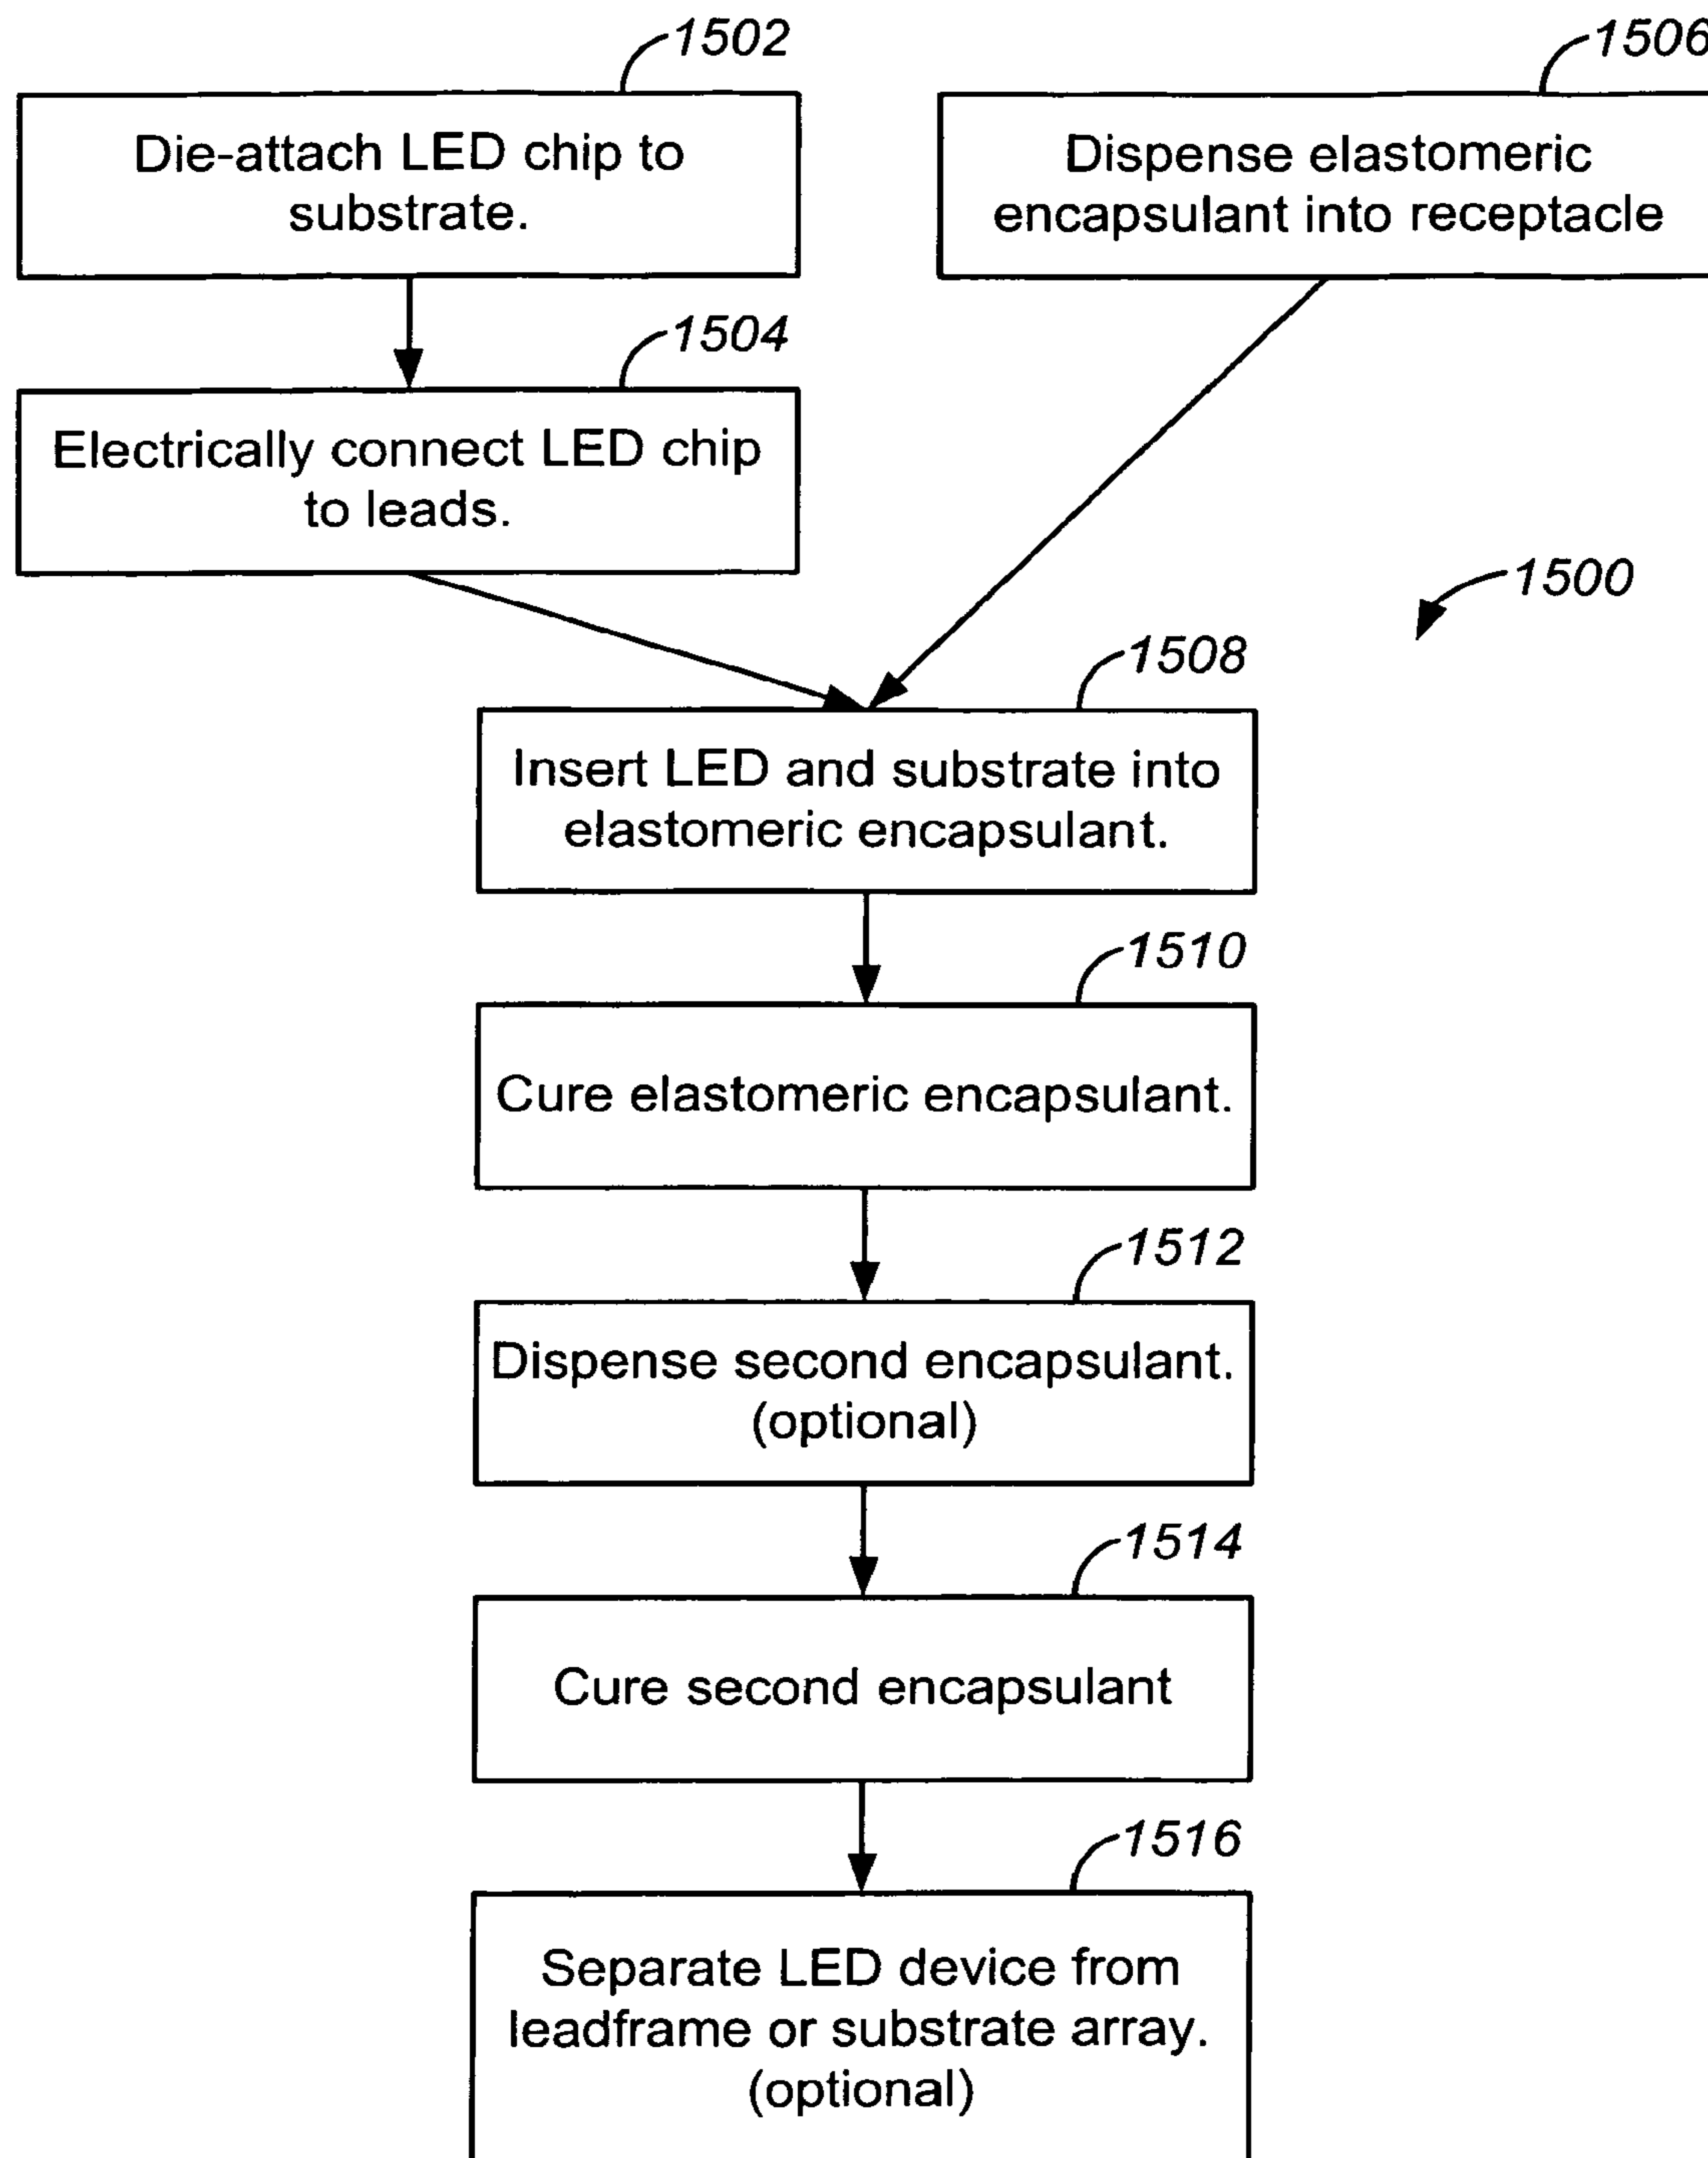 1502
Die-attach LED chip to
substrate.
1506
Dispense elastomeric
encapsulant into receptacle
1504
Electrically connect LED chip
to leads.
1500
1508
Insert LED and substrate into
elastomeric encapsulant.
1510
Cure elastomeric encapsulant.
1512
Dispense second encapsulant.
(optional)
1514
Cure second encapsulant
1516
Separate LED device from
leadframe or substrate array.
(optional)